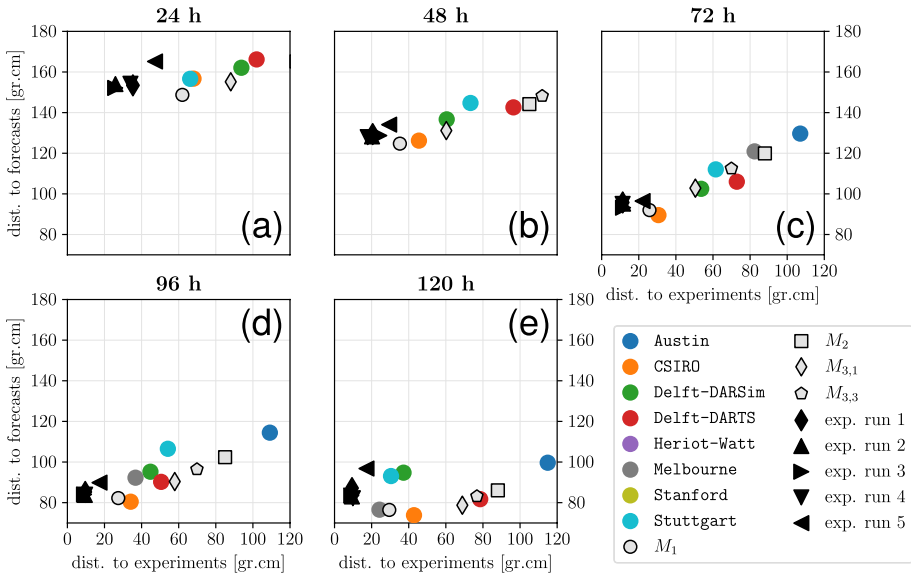 24 h
48 h
72 h
dist. to forecasts [gr.cm]
180
160
140
120
100
80
(a)
(b)
(c)
180
160
140
120
100
80
dist. to forecasts [gr.cm]
0 20 40 60 80 100 120
dist. to experiments [gr.cm]
96 h
120 h
dist. to forecasts [gr.cm]
180
160
140
120
100
80
(d)
(e)
180
160
140
120
100
80
0 20 40 60 80 100 120
dist. to experiments [gr.cm]
0 20 40 60 80 100 120
dist. to experiments [gr.cm]
Austin
CSIRO
Delft-DARSim
Delft-DARTS
Heriot-Watt
Melbourne
Stanford
Stuttgart
M1
M2
M3,1
M3,3
exp. run 1
exp. run 2
exp. run 3
exp. run 4
exp. run 5